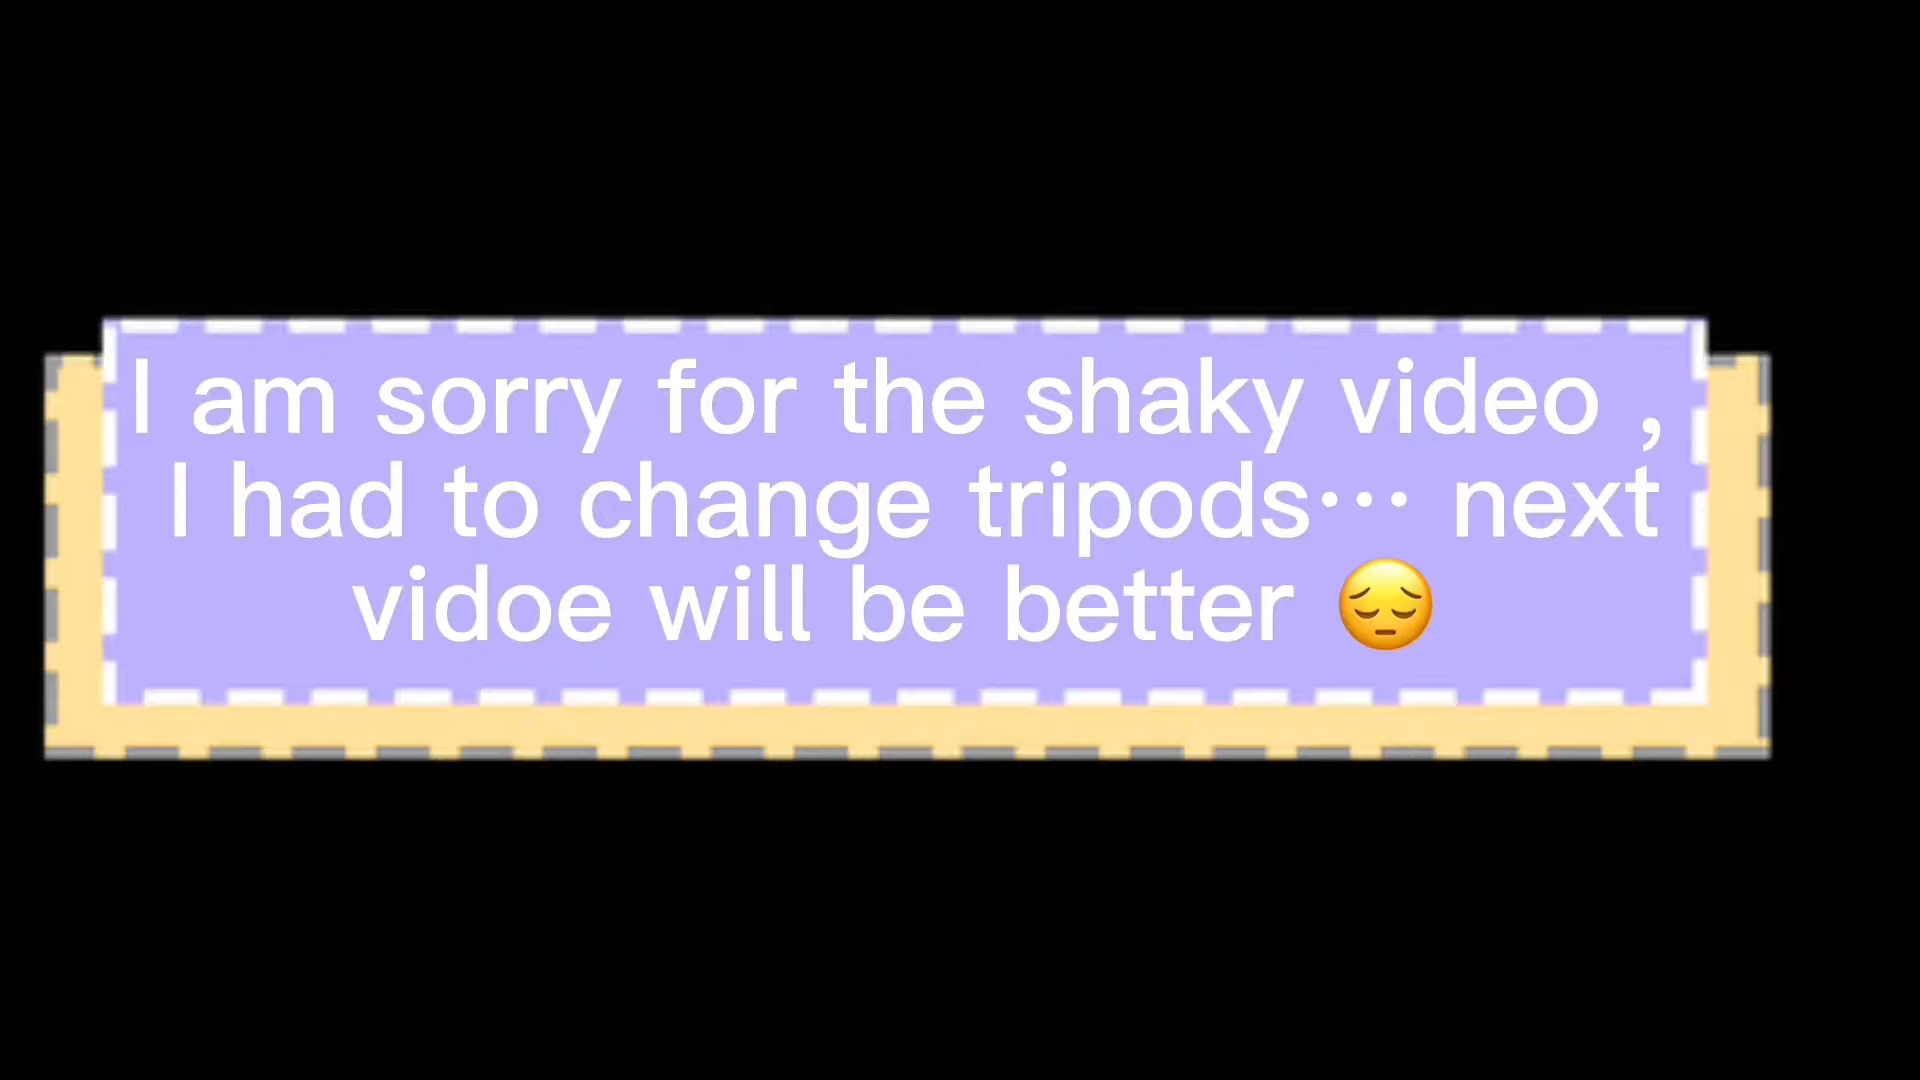 I am sorry for the shaky video ,
I had to change tripods··· next
vidoe will be better 😔